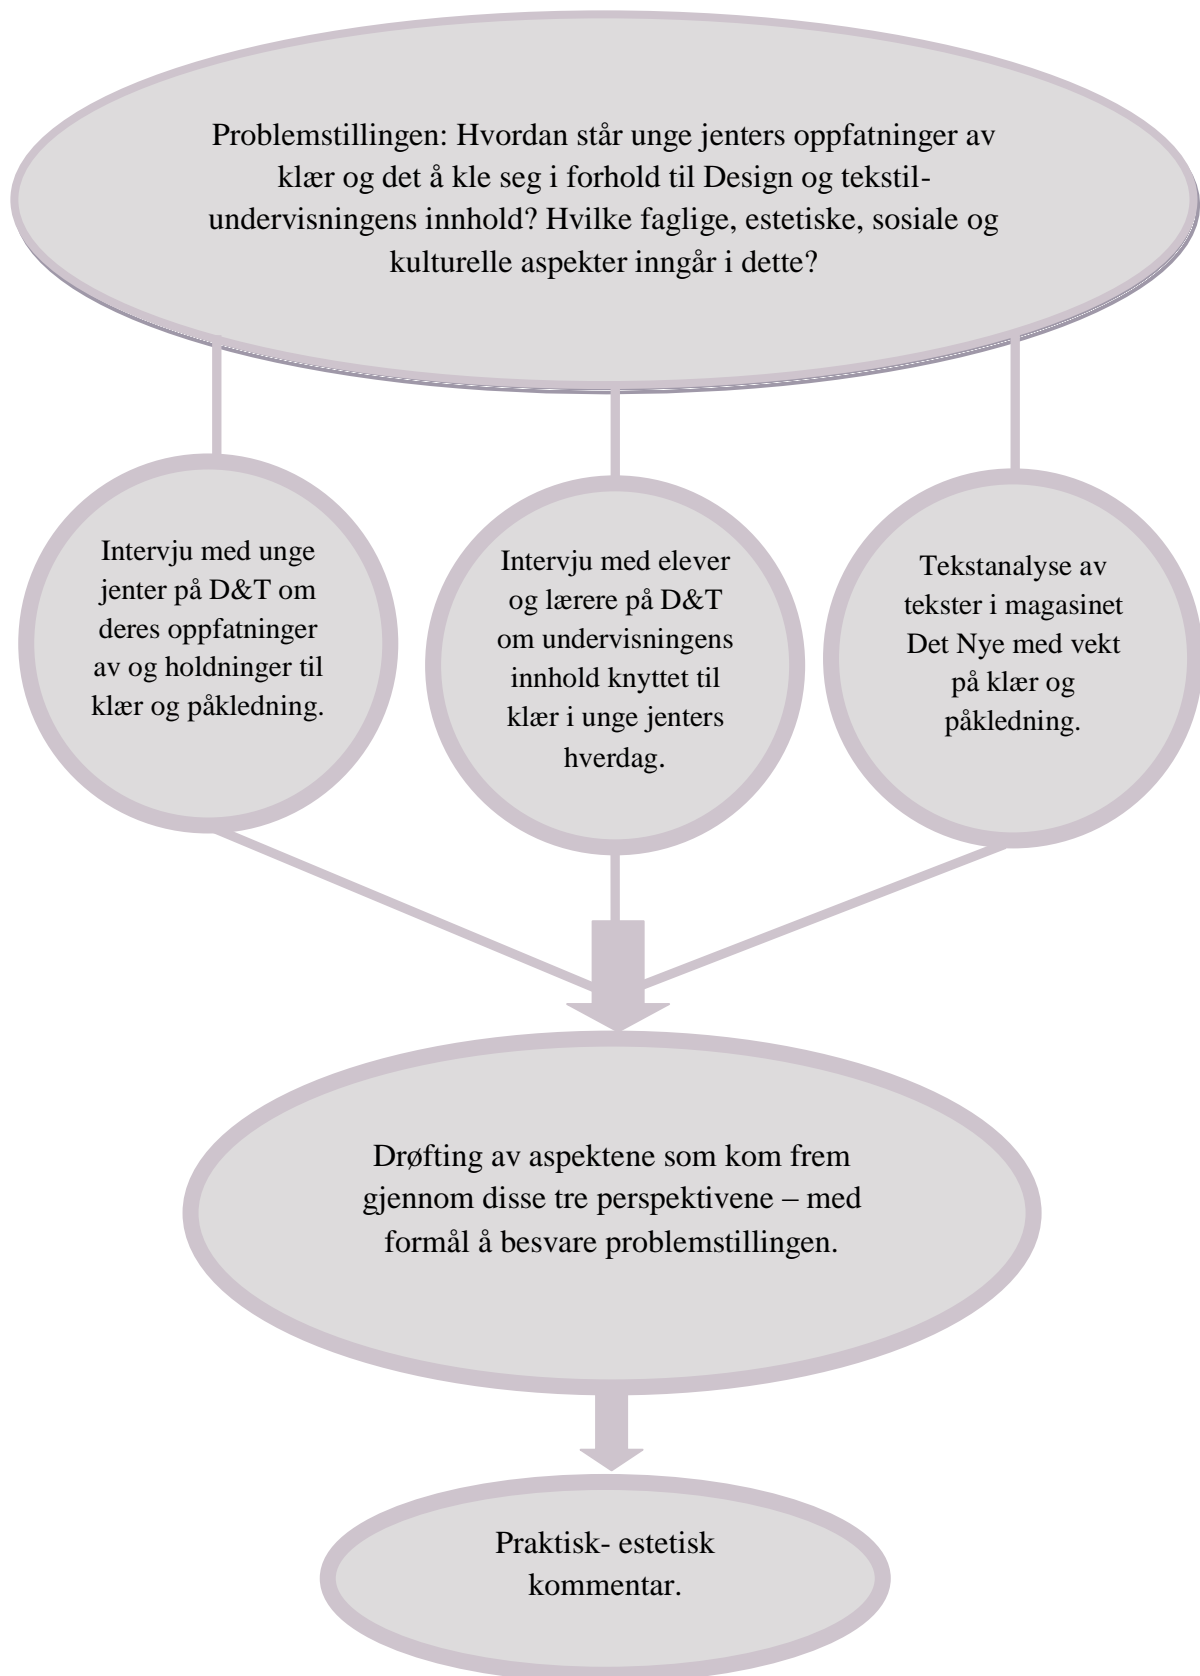 Problemstillingen: Hvordan står unge jenters oppfatninger av
klær og det å kle seg i forhold til Design og tekstil-
undervisningens innhold? Hvilke faglige, estetiske, sosiale og
kulturelle aspekter inngår i dette?
Intervju med unge
jenter på D&T om
deres oppfatninger
av og holdninger til
klær og påkledning.
Intervju med elever
og lærere på D&T
om undervisningens
innhold knyttet til
klær i unge jenters
hverdag.
Tekstanalyse av
tekster i magasinet
Det Nye med vekt
på klær og
påkledning.
Drøfting av aspektene som kom frem
gjennom disse tre perspektivene – med
formål å besvare problemstillingen.
Praktisk- estetisk
kommentar.